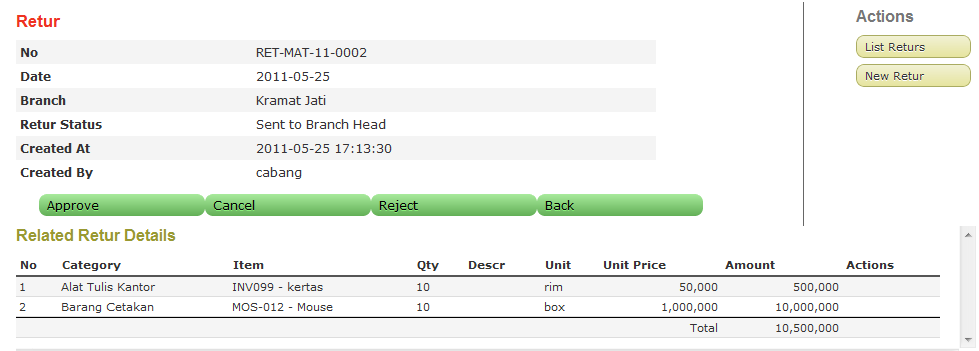 Retur
No RET-MAT-11-0002
Date 2011-05-25
Branch Kramat Jati
Retur Status Sent to Branch Head
Created At 2011-05-25 17:13:30
Created By cabang
Approve Cancel Reject Back
Actions
List Returs
New Retur
Related Retur Details
No Category Item Qty Descr Unit Unit Price Amount Actions
1 Alat Tulis Kantor INV099 - kertas 10 rim 50,000 500,000
2 Barang Cetakan MOS-012 - Mouse 10 box 1,000,000 10,000,000
Total 10,500,000